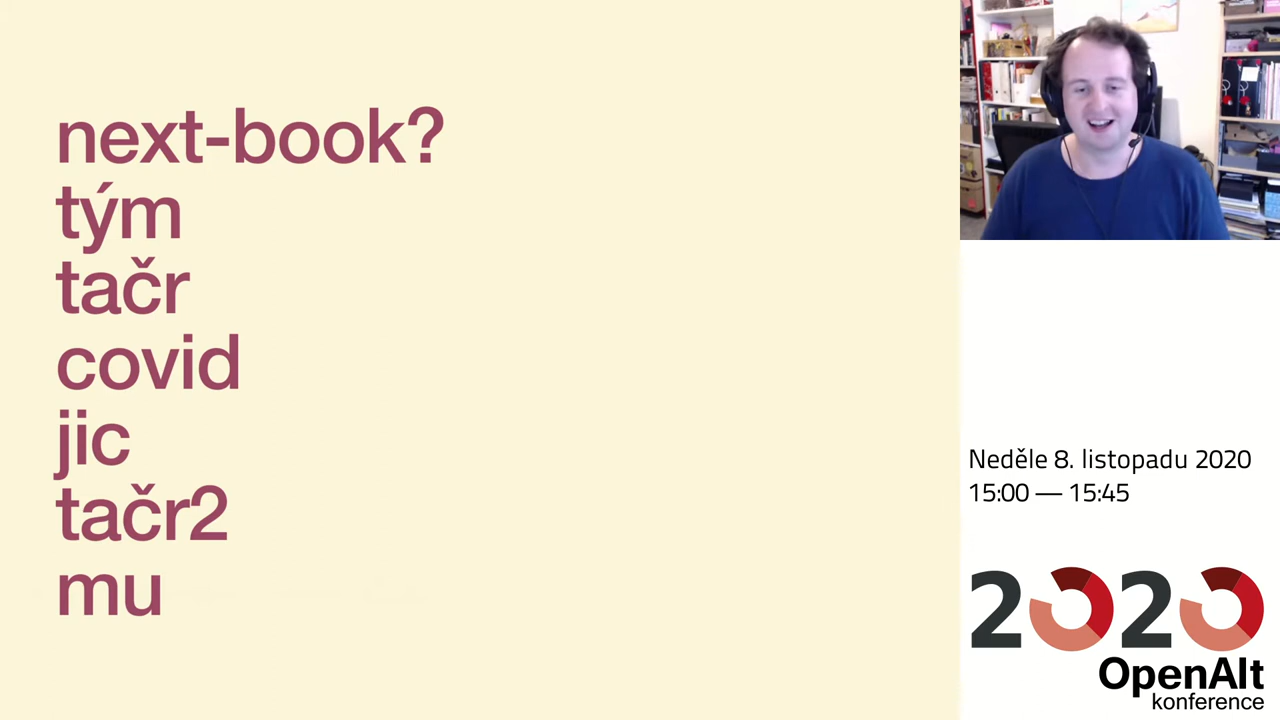 next-book?
tým
tačr
covid
jic
tačr2
mu
Neděle 8. listopadu 2020
15:00 — 15:45
2020
OpenAlt
konference